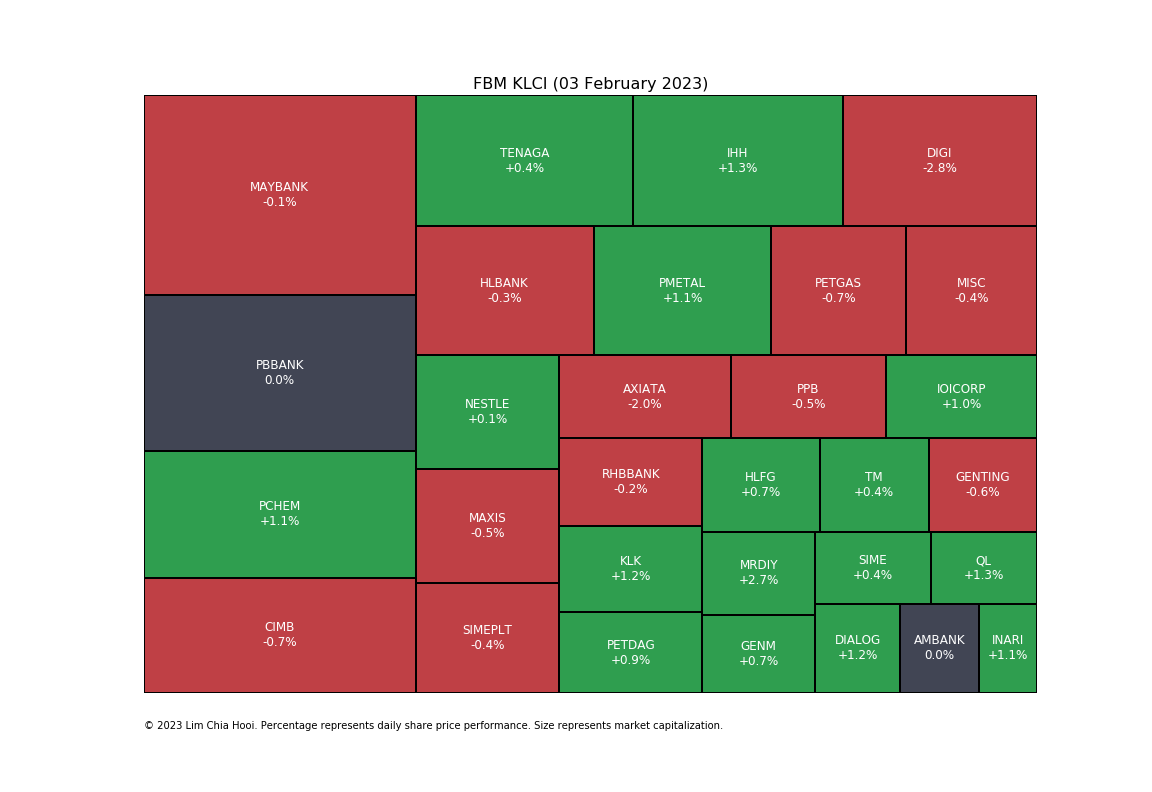 FBM KLCI (03 February 2023)
MAYBANK
-0.1%
PBBANK
0.0%
PCHEM
+1.1%
CIMB
-0.7%
TENAGA
+0.4%
IHH
+1.3%
DIGI
-2.8%
HLBANK
-0.3%
PMETAL
+1.1%
PETGAS
-0.7%
MISC
-0.4%
NESTLE
+0.1%
MAXIS
-0.5%
SIMEPLT
-0.4%
AXIATA
-2.0%
PPB
-0.5%
IOICORP
+1.0%
RHBBANK
-0.2%
KLK
+1.2%
PETDAG
+0.9%
HLFG
+0.7%
TM
+0.4%
GENTING
-0.6%
MRDIY
+2.7%
GENM
+0.7%
SIME
+0.4%
QL
+1.3%
DIALOG
+1.2%
AMBANK
0.0%
INARI
+1.1%
© 2023 Lim Chia Hooi. Percentage represents daily share price performance. Size represents market capitalization.